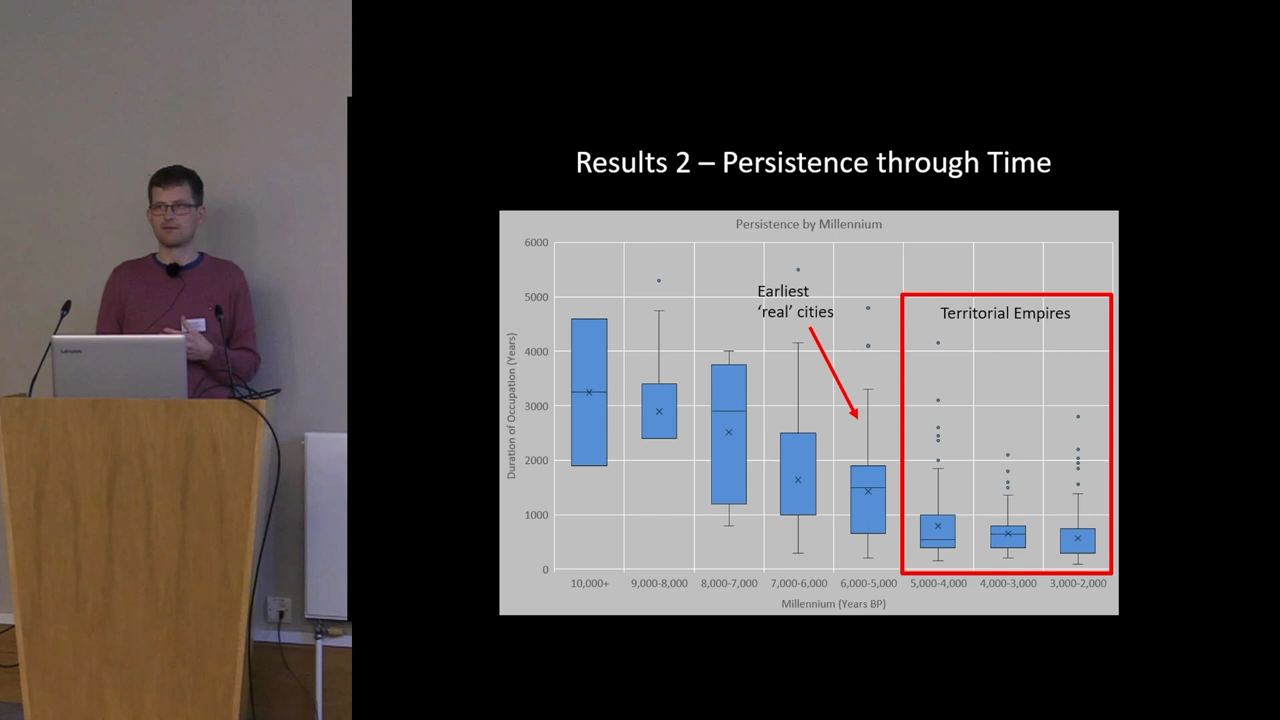 Results 2 – Persistence through Time
Persistence by Millennium
Duration of Occupation (Years)
6000
5000
4000
3000
2000
1000
0
Earliest
‘real’ cities
Territorial Empires
10,000+
9,000-8,000
8,000-7,000
7,000-6,000
6,000-5,000
5,000-4,000
4,000-3,000
3,000-2,000
Millennium (Years BP)
Lenovo